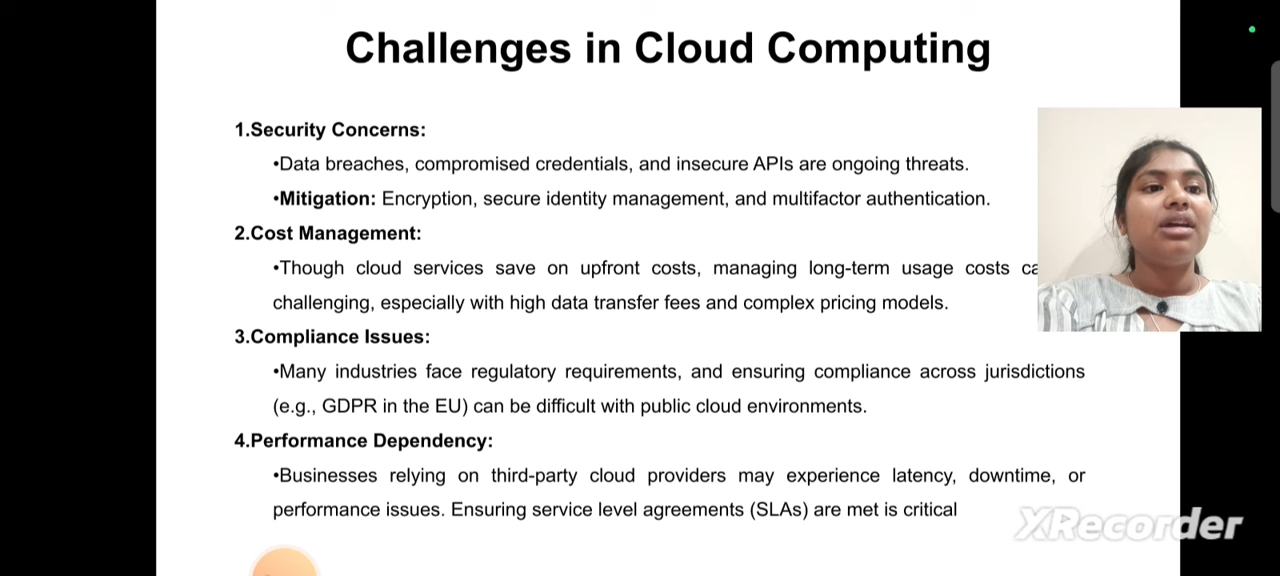 Challenges in Cloud Computing
1.Security Concerns:
•Data breaches, compromised credentials, and insecure APIs are ongoing threats.
•Mitigation: Encryption, secure identity management, and multifactor authentication.
2.Cost Management:
•Though cloud services save on upfront costs, managing long-term usage costs
challenging, especially with high data transfer fees and complex pricing models.
3.Compliance Issues:
•Many industries face regulatory requirements, and ensuring compliance across jurisdictions
(e.g., GDPR in the EU) can be difficult with public cloud environments.
4.Performance Dependency:
•Businesses relying on third-party cloud providers may experience latency, downtime, or
performance issues. Ensuring service level agreements (SLAs) are met is critical
XRecorder